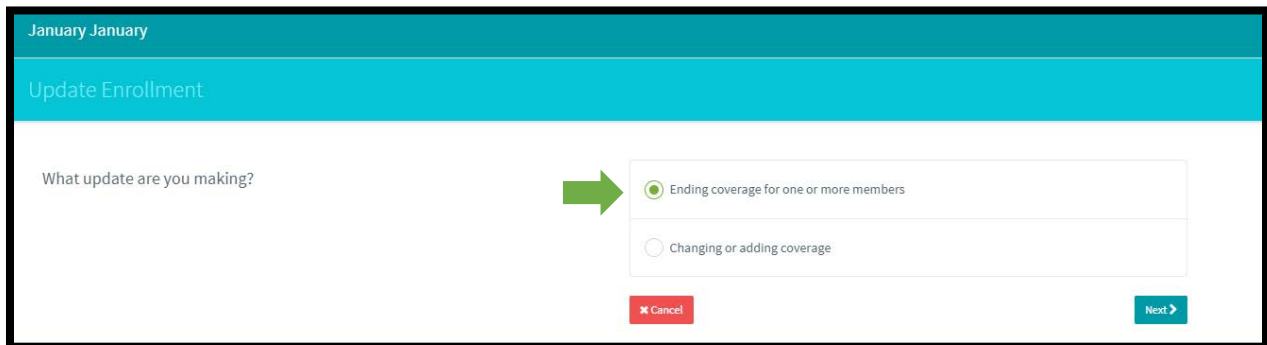 January January
Update Enrollment
What update are you making?
Ending coverage for one or more members
Changing or adding coverage
Cancel
Next